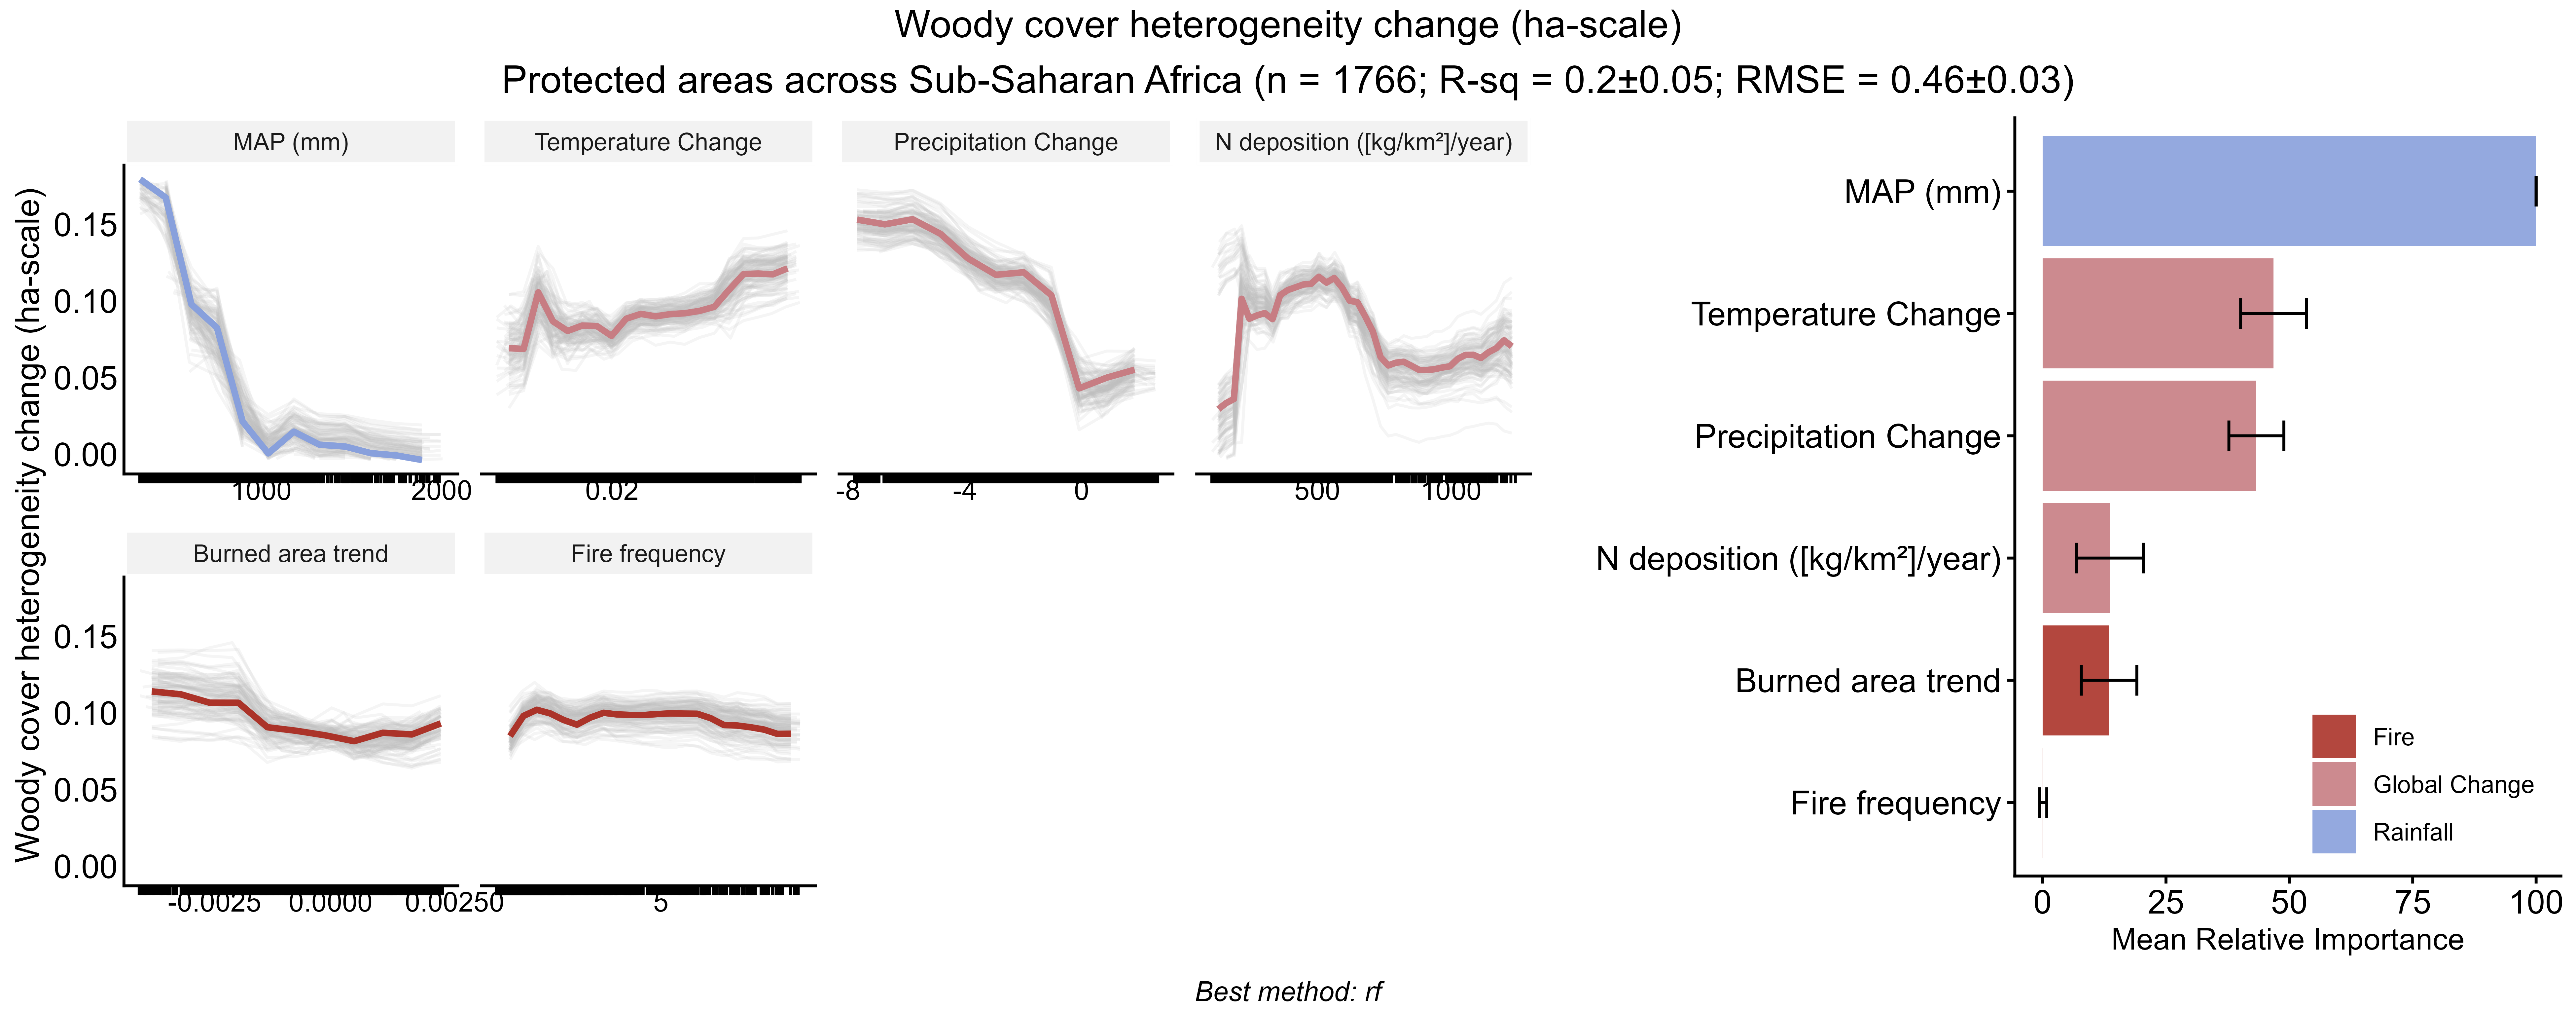 Woody cover heterogeneity change (ha-scale)
Protected areas across Sub-Saharan Africa (n = 1766; R-sq = 0.2±0.05; RMSE = 0.46±0.03)
Woody cover heterogeneity change (ha-scale)
MAP (mm)
Temperature Change
Precipitation Change
N deposition ([kg/km²]/year)
0.15
0.10
0.05
0.00
1000 2000
0.02
-8 -4 0
500 1000
Burned area trend
Fire frequency
0.15
0.10
0.05
0.00
-0.0025 0.0000 0.0025
0 5
MAP (mm)
Temperature Change
Precipitation Change
N deposition ([kg/km²]/year)
Burned area trend
Fire frequency
Fire
Global Change
Rainfall
0 25 50 75 100
Mean Relative Importance
Best method: rf